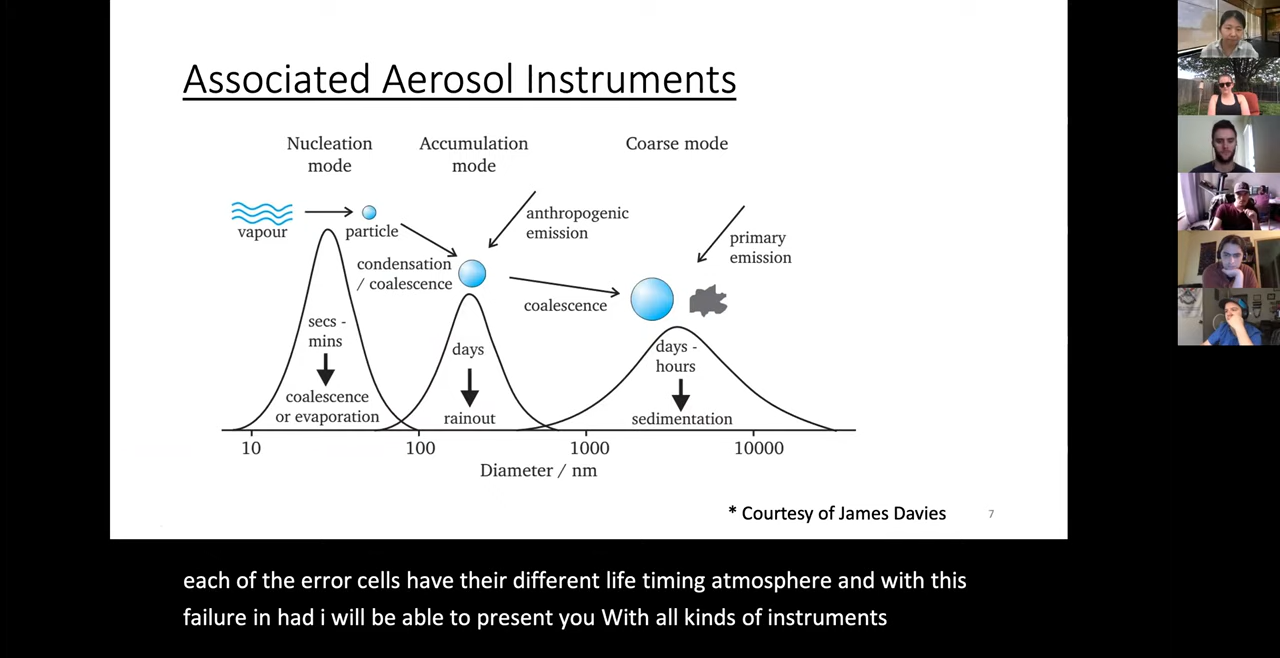 Associated Aerosol Instruments
Nucleation
mode
Accumulation
mode
Coarse mode
vapour
particle
condensation
/ coalescence
anthropogenic
emission
coalescence
primary
emission
secs -
mins
coalescence
or evaporation
days
rainout
days -
hours
sedimentation
10
100
1000
10000
Diameter / nm
* Courtesy of James Davies
7
each of the error cells have their different life timing atmosphere and with this
failure in had i will be able to present you With all kinds of instruments